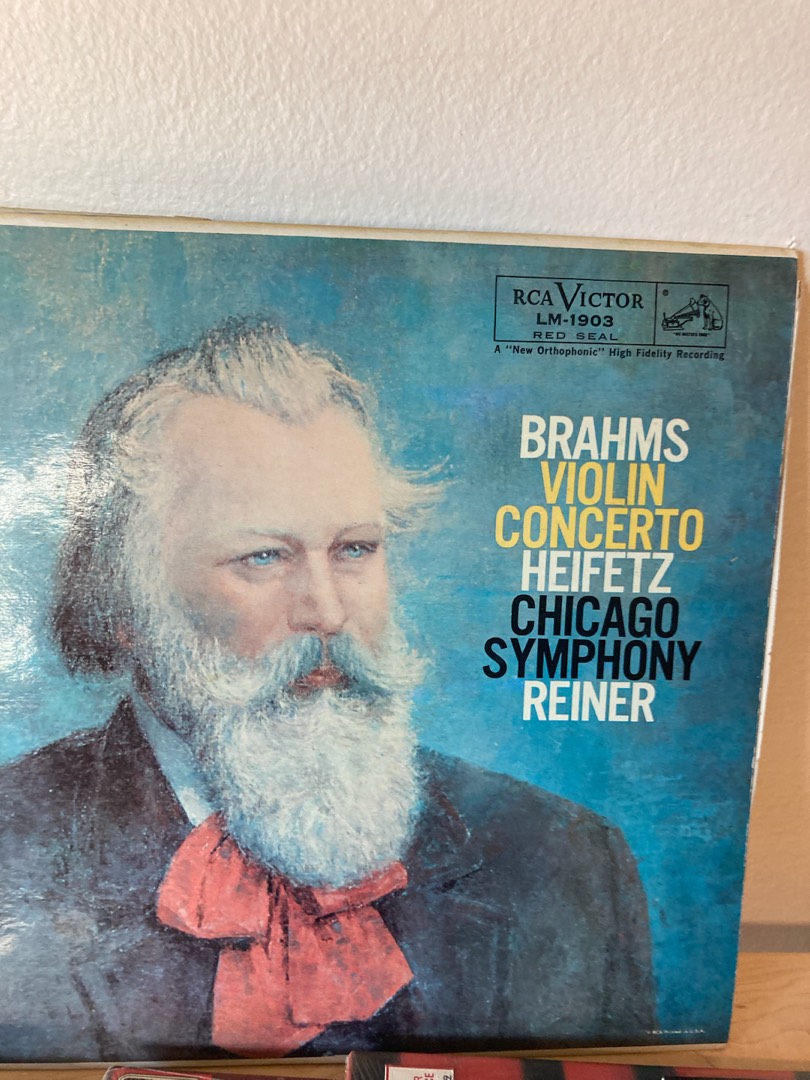 RCA VICTOR
LM-1903
RED SEAL
®
"HIS MASTER'S VOICE"
A "New Orthophonic" High Fidelity Recording
BRAHMS
VIOLIN
CONCERTO
HEIFETZ
CHICAGO
SYMPHONY
REINER